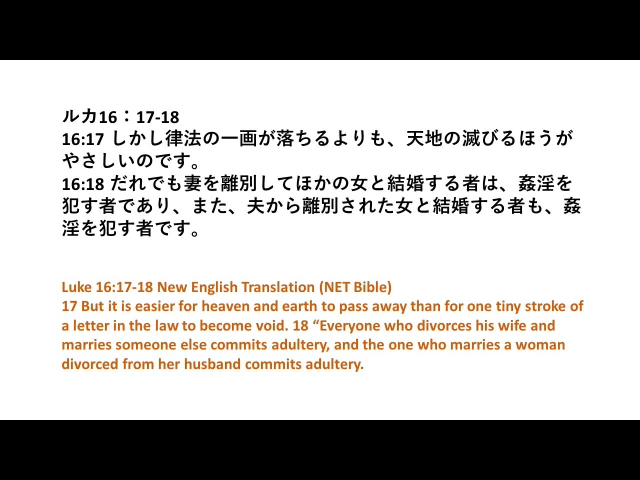 ルカ16：17-18
16:17 しかし律法の一画が落ちるよりも、天地の滅びるほうが
やさしいのです。
16:18 だれでも妻を離別してほかの女と結婚する者は、姦淫を
犯す者であり、また、夫から離別された女と結婚する者も、姦
淫を犯す者です。
Luke 16:17-18 New English Translation (NET Bible)
17 But it is easier for heaven and earth to pass away than for one tiny stroke of
a letter in the law to become void. 18 “Everyone who divorces his wife and
marries someone else commits adultery, and the one who marries a woman
divorced from her husband commits adultery.